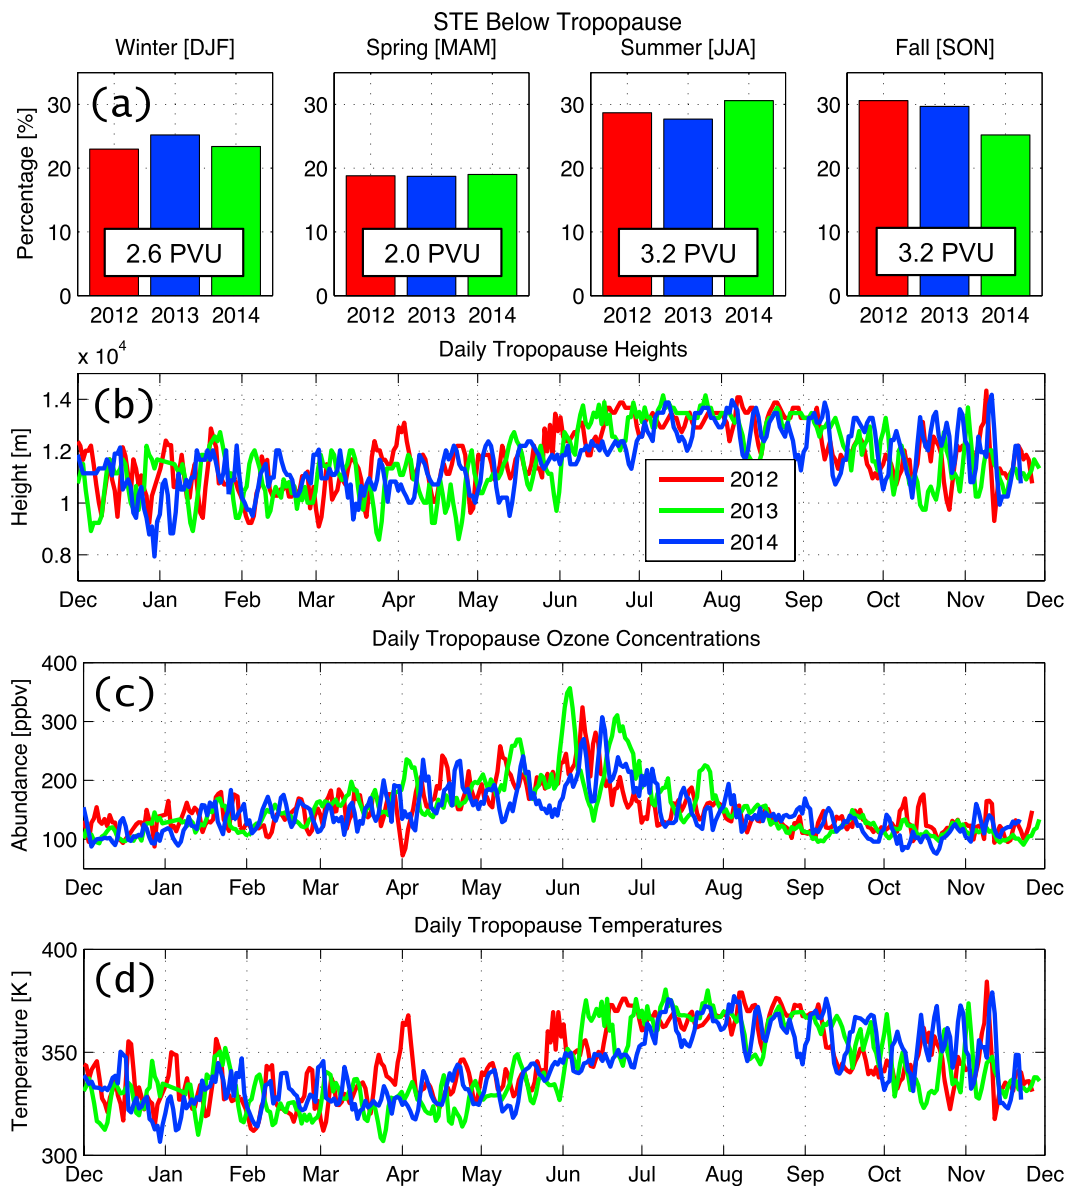 STE Below Tropopause
Winter [DJF] Spring [MAM] Summer [JJA] Fall [SON]
Percentage [%]
(a)
30
20
10
0
2.6 PVU
2012 2013 2014
30
20
10
0
2.0 PVU
2012 2013 2014
30
20
10
0
3.2 PVU
2012 2013 2014
30
20
10
0
3.2 PVU
2012 2013 2014
Daily Tropopause Heights
x 10⁴
(b)
Height [m]
1.4
1.2
1
0.8
2012
2013
2014
Dec Jan Feb Mar Apr May Jun Jul Aug Sep Oct Nov Dec
Daily Tropopause Ozone Concentrations
(c)
Abundance [ppbv]
400
300
200
100
Dec Jan Feb Mar Apr May Jun Jul Aug Sep Oct Nov Dec
Daily Tropopause Temperatures
(d)
Temperature [K ]
400
350
300
Dec Jan Feb Mar Apr May Jun Jul Aug Sep Oct Nov Dec